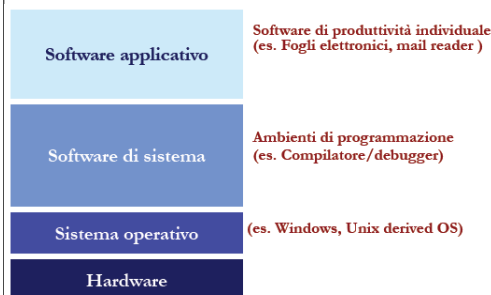 Software applicativo
Software di produttività individuale
(es. Fogli elettronici, mail reader )
Software di sistema
Ambienti di programmazione
(es. Compilatore/debugger)
Sistema operativo
(es. Windows, Unix derived OS)
Hardware